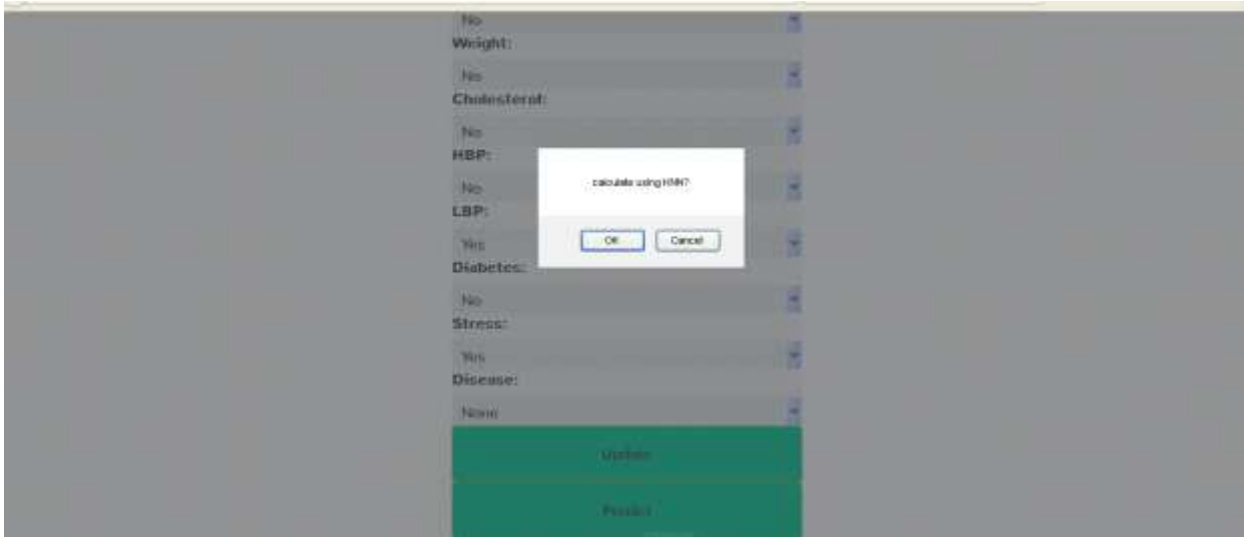 No
Weight:
No
Cholesterol:
No
HBP:
No
LBP:
Yes
Diabetes:
No
Stress:
Yes
Disease:
None
Update
Predict
calculate using HNN?
OK
Cancel